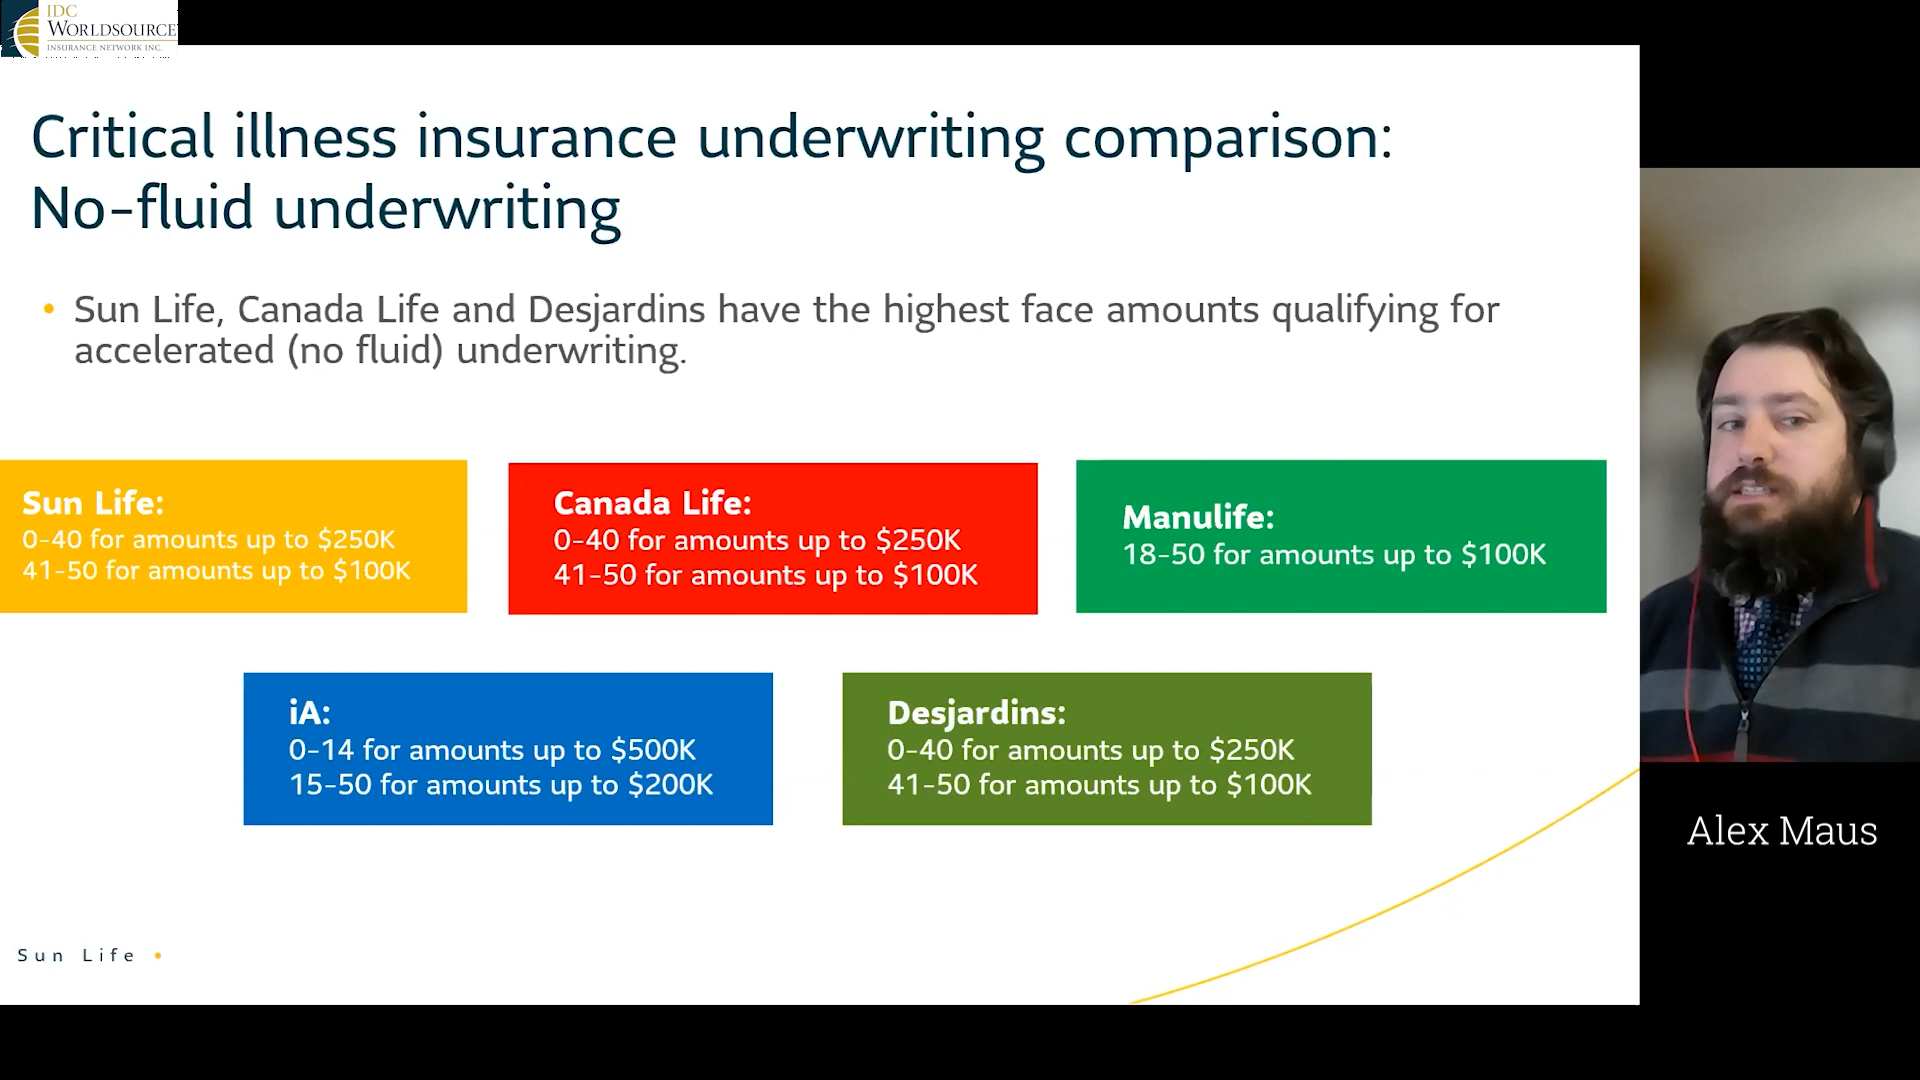 IDC
WORLDSOURCE
INSURANCE NETWORK INC.
Critical illness insurance underwriting comparison:
No-fluid underwriting
• Sun Life, Canada Life and Desjardins have the highest face amounts qualifying for
accelerated (no fluid) underwriting.
Sun Life:
0-40 for amounts up to $250K
41-50 for amounts up to $100K
Canada Life:
0-40 for amounts up to $250K
41-50 for amounts up to $100K
Manulife:
18-50 for amounts up to $100K
iA:
0-14 for amounts up to $500K
15-50 for amounts up to $200K
Desjardins:
0-40 for amounts up to $250K
41-50 for amounts up to $100K
Alex Maus
Sun Life